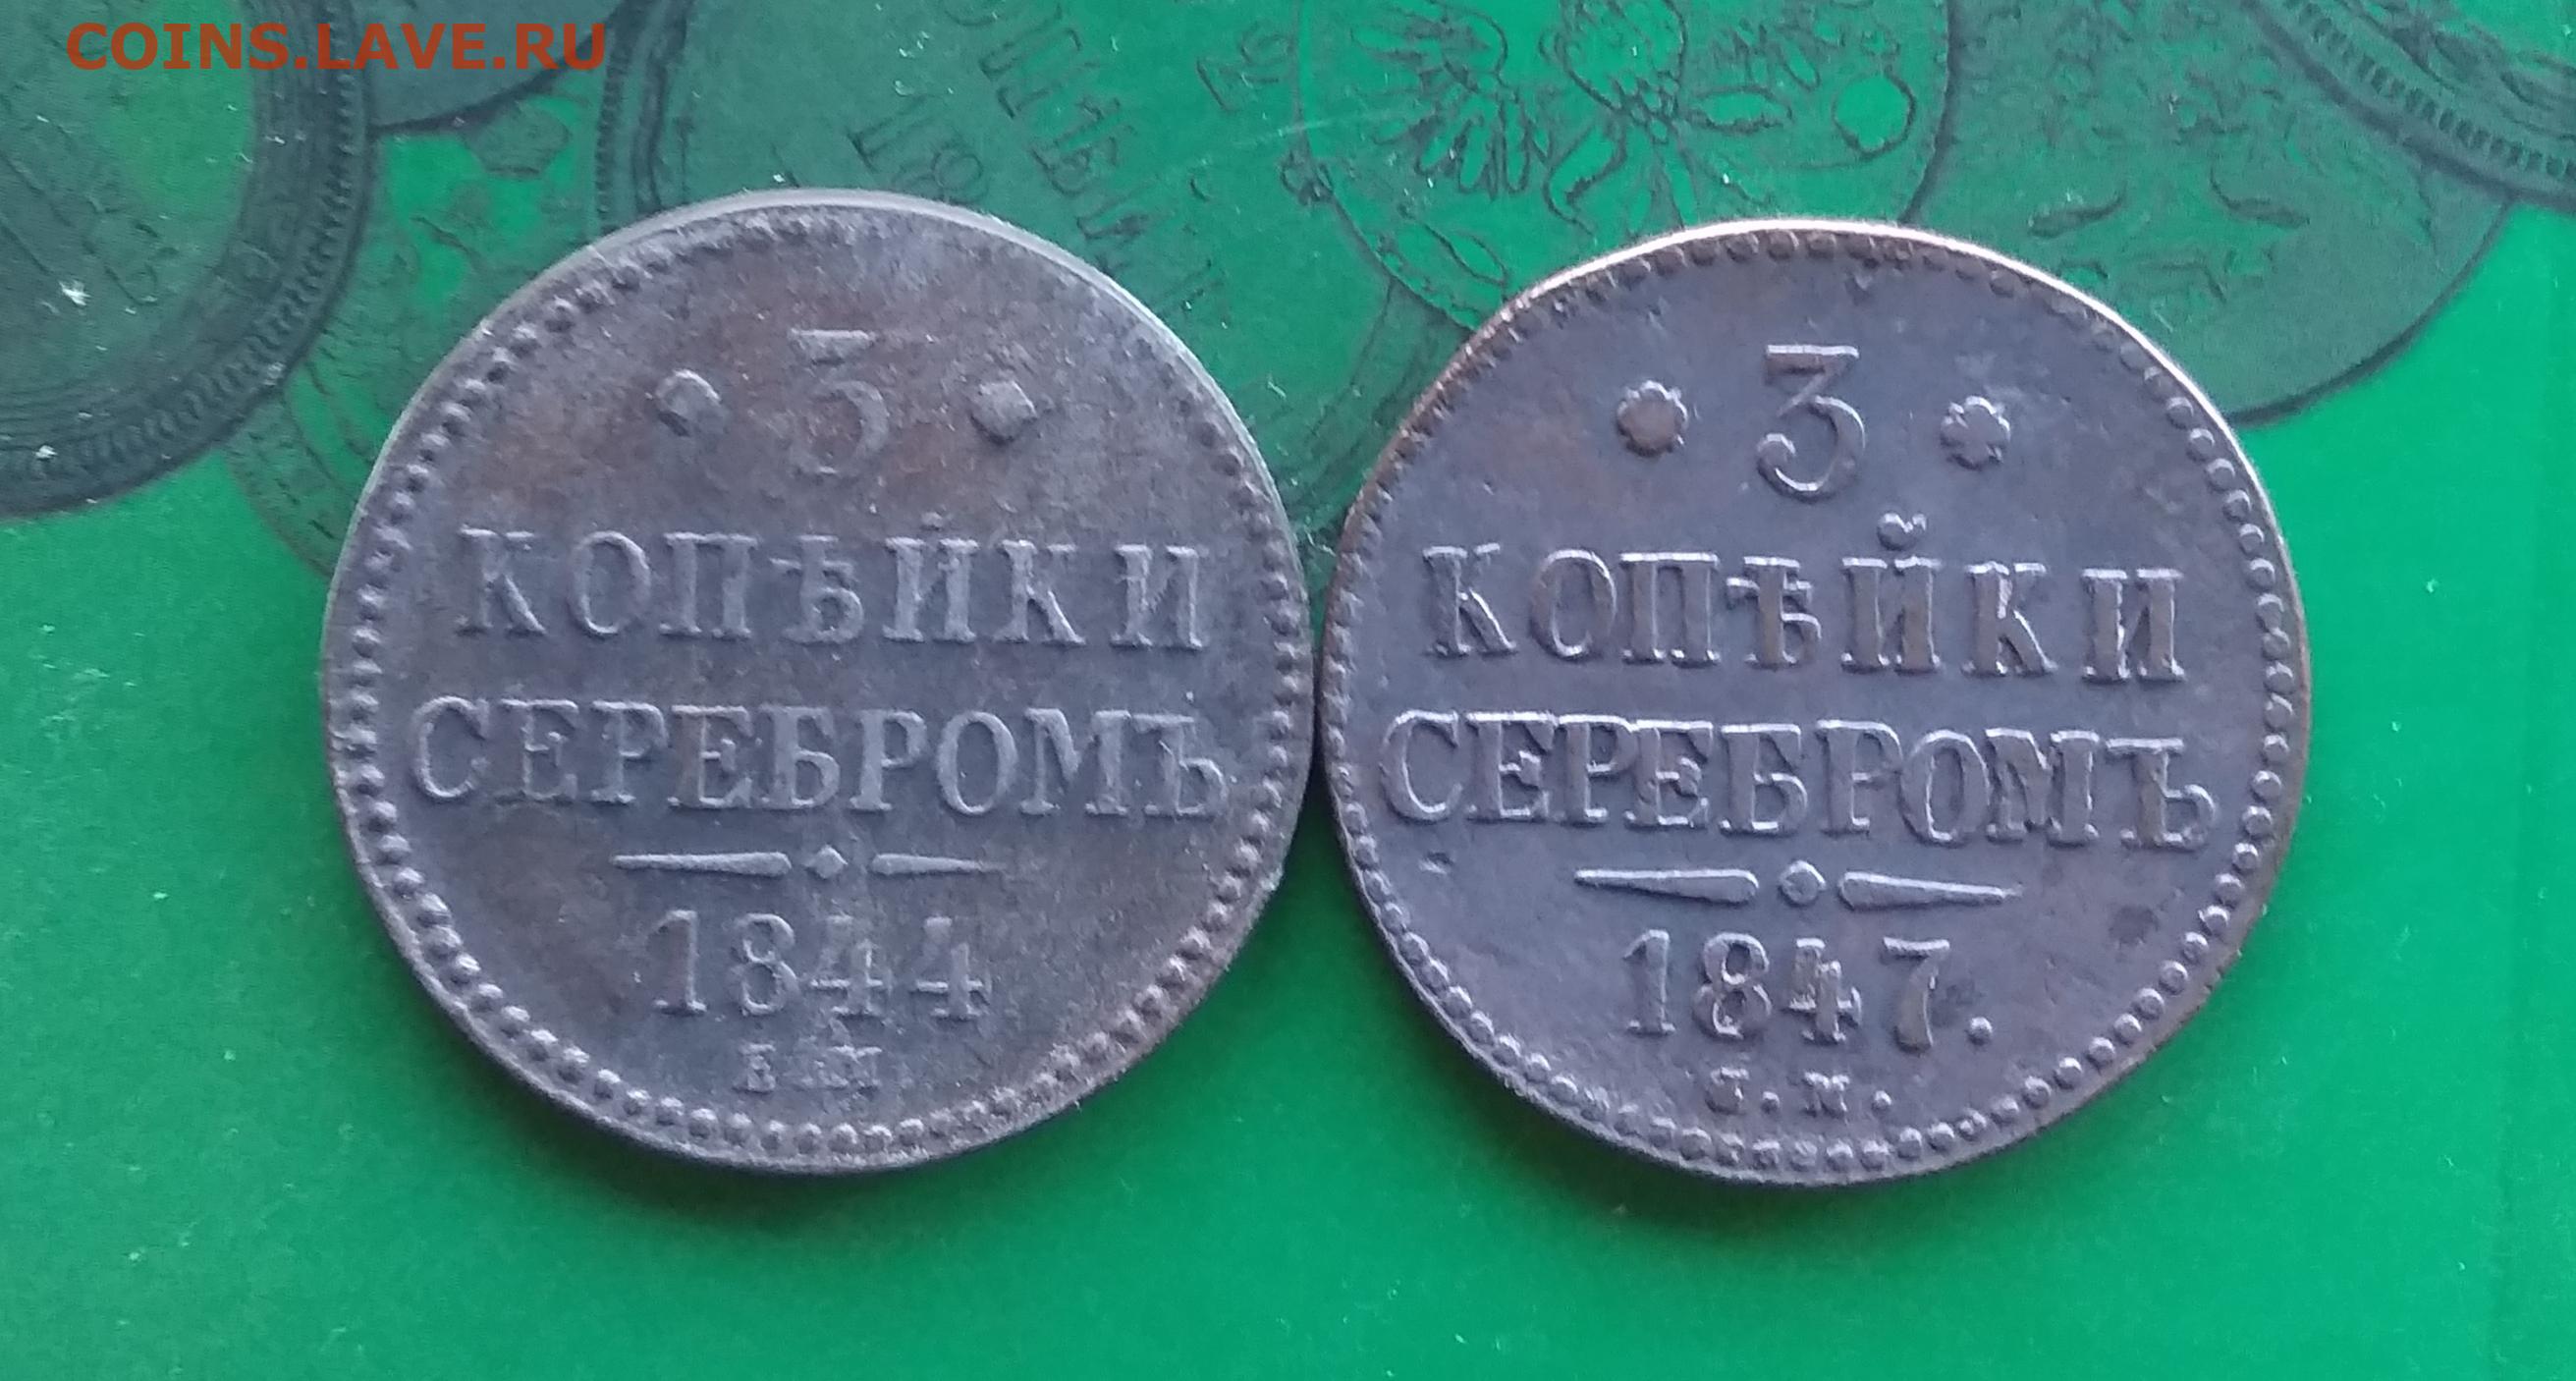 COINS.LAVE.RU
3
КОПѢЙКИ
СЕРЕБРОМЪ
1844
ЕМ
3
КОПѢЙКИ
СЕРЕБРОМЪ
1847.
С.М.